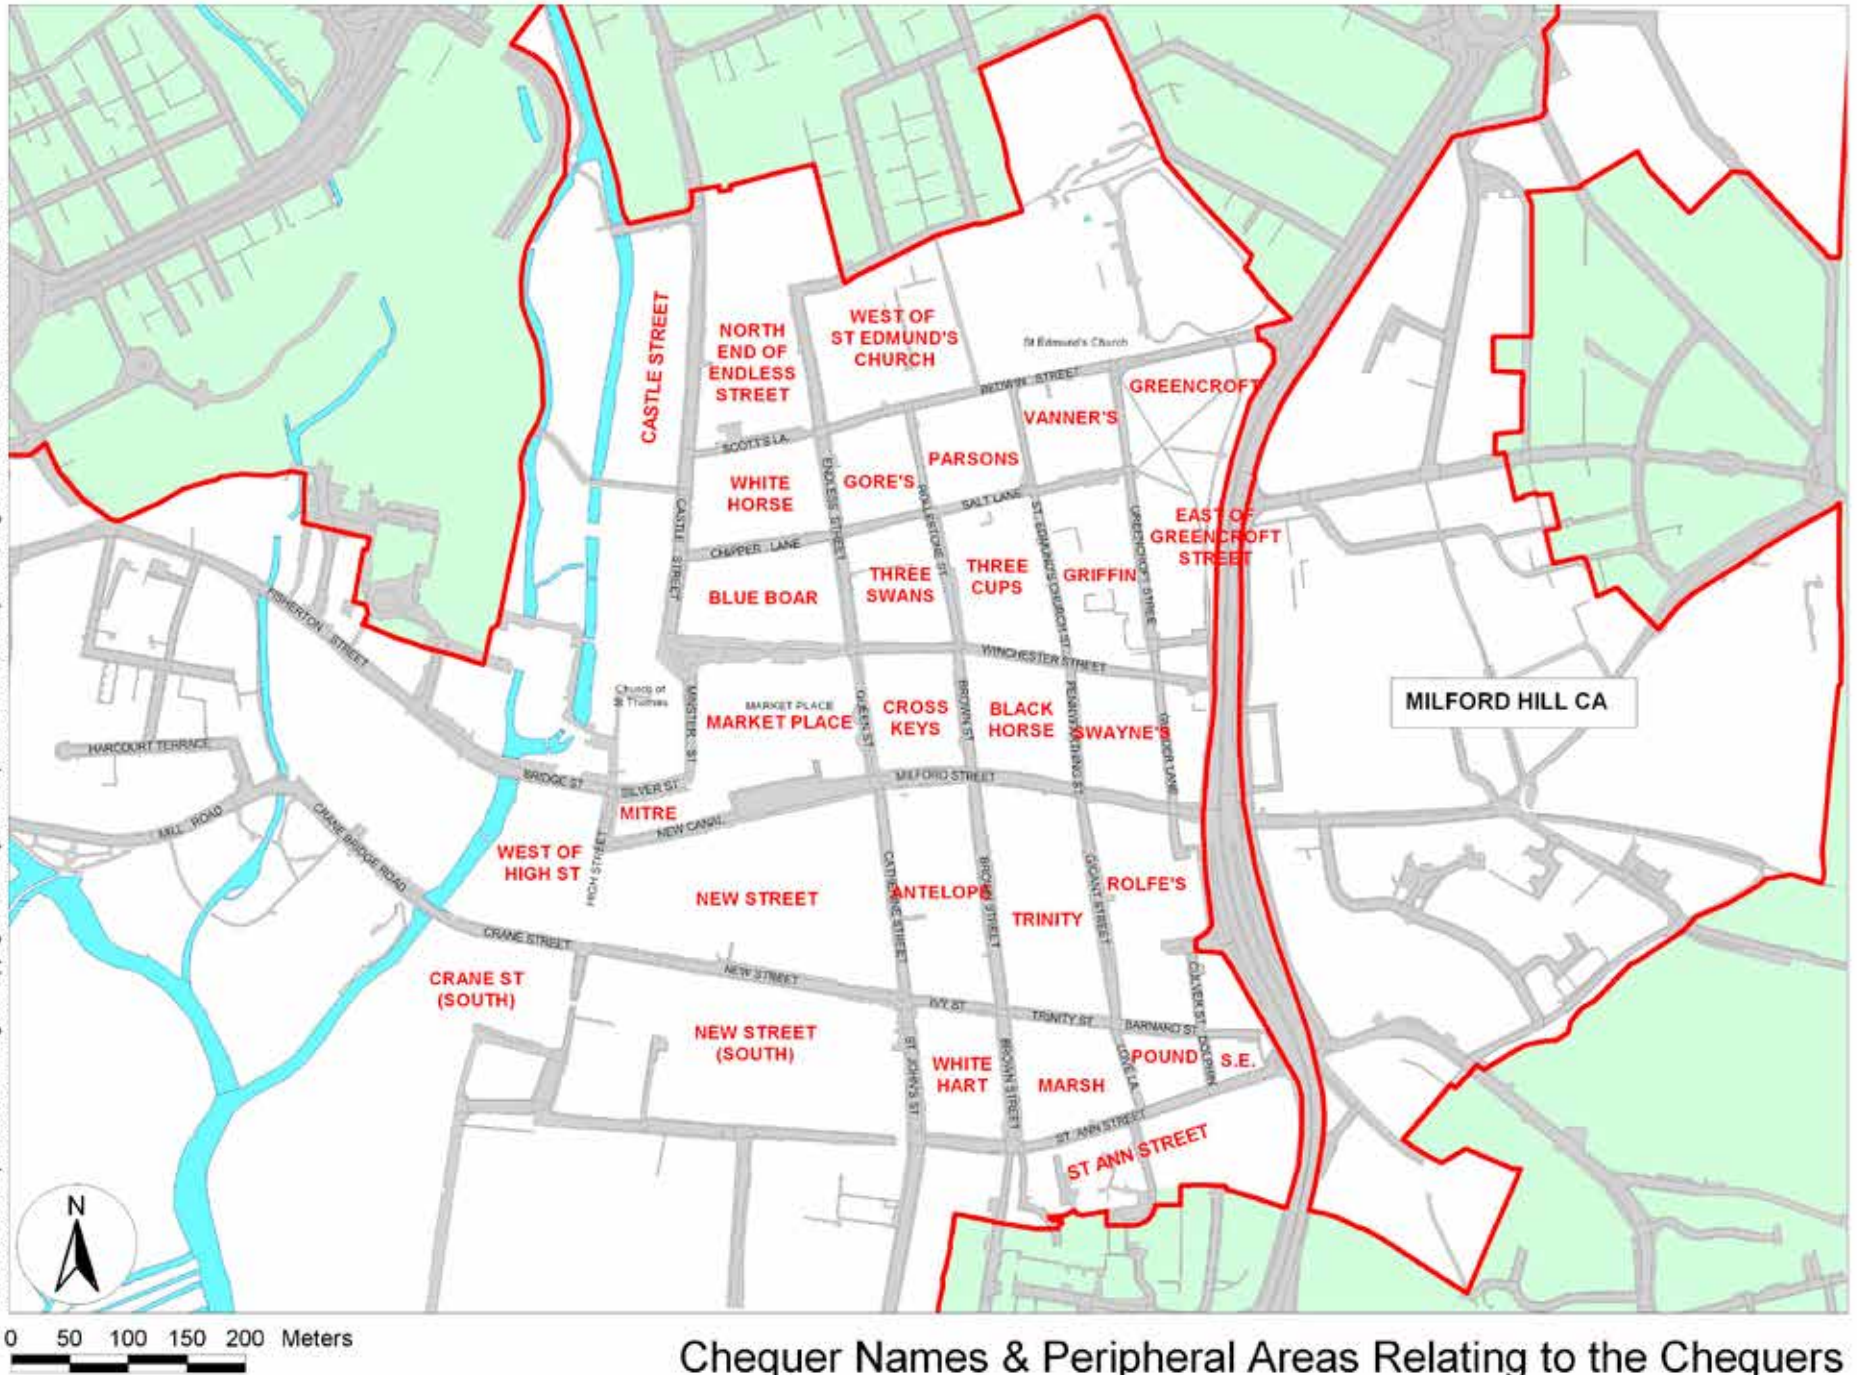 CASTLE STREET
NORTH
END OF
ENDLESS
STREET
WEST OF
ST EDMUND'S
CHURCH
St Edmund's Church
BEDWIN STREET
GREENCROFT
VANNER'S
SCOTTS LA.
PARSONS
GORE'S
WHITE
HORSE
ENDLESS STREET
ROLLESTONE ST.
SALT LANE
CASTLE STREET
CHIPPER LANE
ST. EDMUND'S CHURCH ST.
GREENCROFT STREE
EAST OF
GREENCROFT
STREET
THREE
SWANS
THREE
CUPS
GRIFFIN
BLUE BOAR
FISHERTON STREET
WINCHESTER STREET
Church of
St Thomas
MINSTER ST
MARKET PLACE
MARKET PLACE
QUEEN ST
CROSS
KEYS
BROWN ST
BLACK
HORSE
PENNYFARTHING ST
SWAYNE'S
GUILDER LANE
MILFORD HILL CA
HARCOURT TERRACE
BRIDGE ST
SILVER ST
MILFORD STREET
MITRE
NEW CANAL
MILL ROAD
CRANE BRIDGE ROAD
WEST OF
HIGH ST
HIGH STREET
NEW STREET
CATHERINE STREET
ANTELOPE
BROWN STREET
TRINITY
GIGANT STREET
ROLFE'S
CRANE STREET
CRANE ST
(SOUTH)
NEW STREET
IVY ST
TRINITY ST
BARNARD ST
CULVER ST
DOLPHIN
NEW STREET
(SOUTH)
ST. JOHN'S ST
WHITE
HART
BROWN STREET
MARSH
LOVE LA.
POUND
S.E.
ST ANN STREET
ST ANN STREET
N
0 50 100 150 200 Meters
Chequer Names & Peripheral Areas Relating to the Chequers